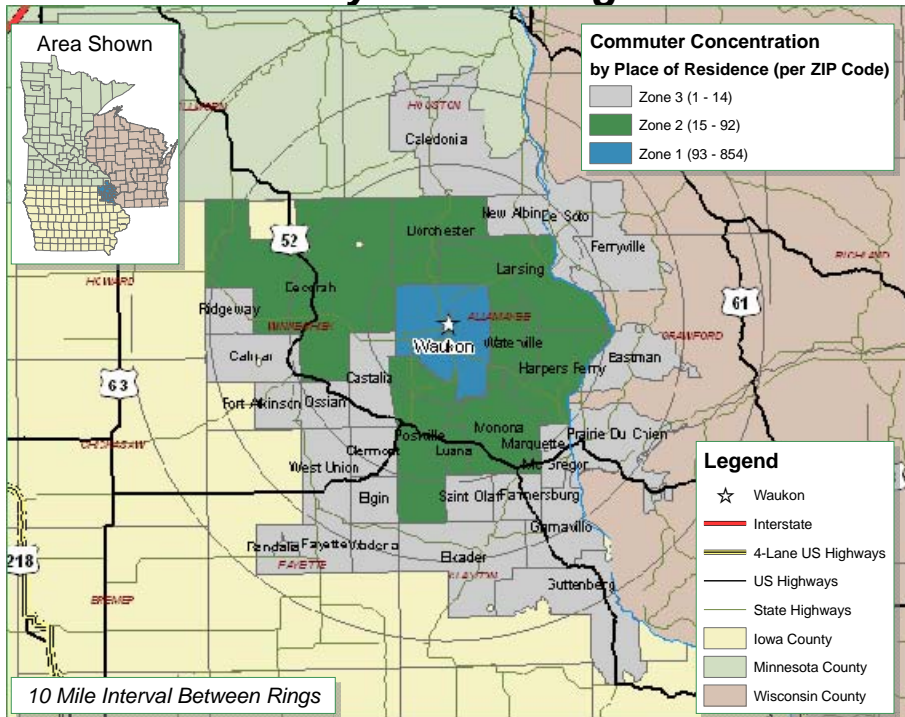 Area Shown
Commuter Concentration
by Place of Residence (per ZIP Code)
Zone 3 (1 - 14)
Zone 2 (15 - 92)
Zone 1 (93 - 854)
HOUSTON
Caledonia
New Albin
De Soto
Dorchester
52
Ferryville
Lansing
RICHLAND
HOWARD
Decorah
61
Ridgeway
WINNESHIEK
ALLAMAKEE
CRAWFORD
Waukon
Waterville
Calmar
Eastman
Harpers Ferry
63
Castalia
Fort Atkinson
Ossian
CHICKASAW
Postville
Monona
Prairie Du Chien
Marquette
Clermont
Luana
Mc Gregor
West Union
Elgin
Saint Olaf
Farmersburg
Garnavillo
Randalia
Fayette
Wadena
Elkader
218
FAYETTE
CLAYTON
Guttenberg
BREMER
Legend
Waukon
Interstate
4-Lane US Highways
US Highways
State Highways
Iowa County
Minnesota County
Wisconsin County
10 Mile Interval Between Rings